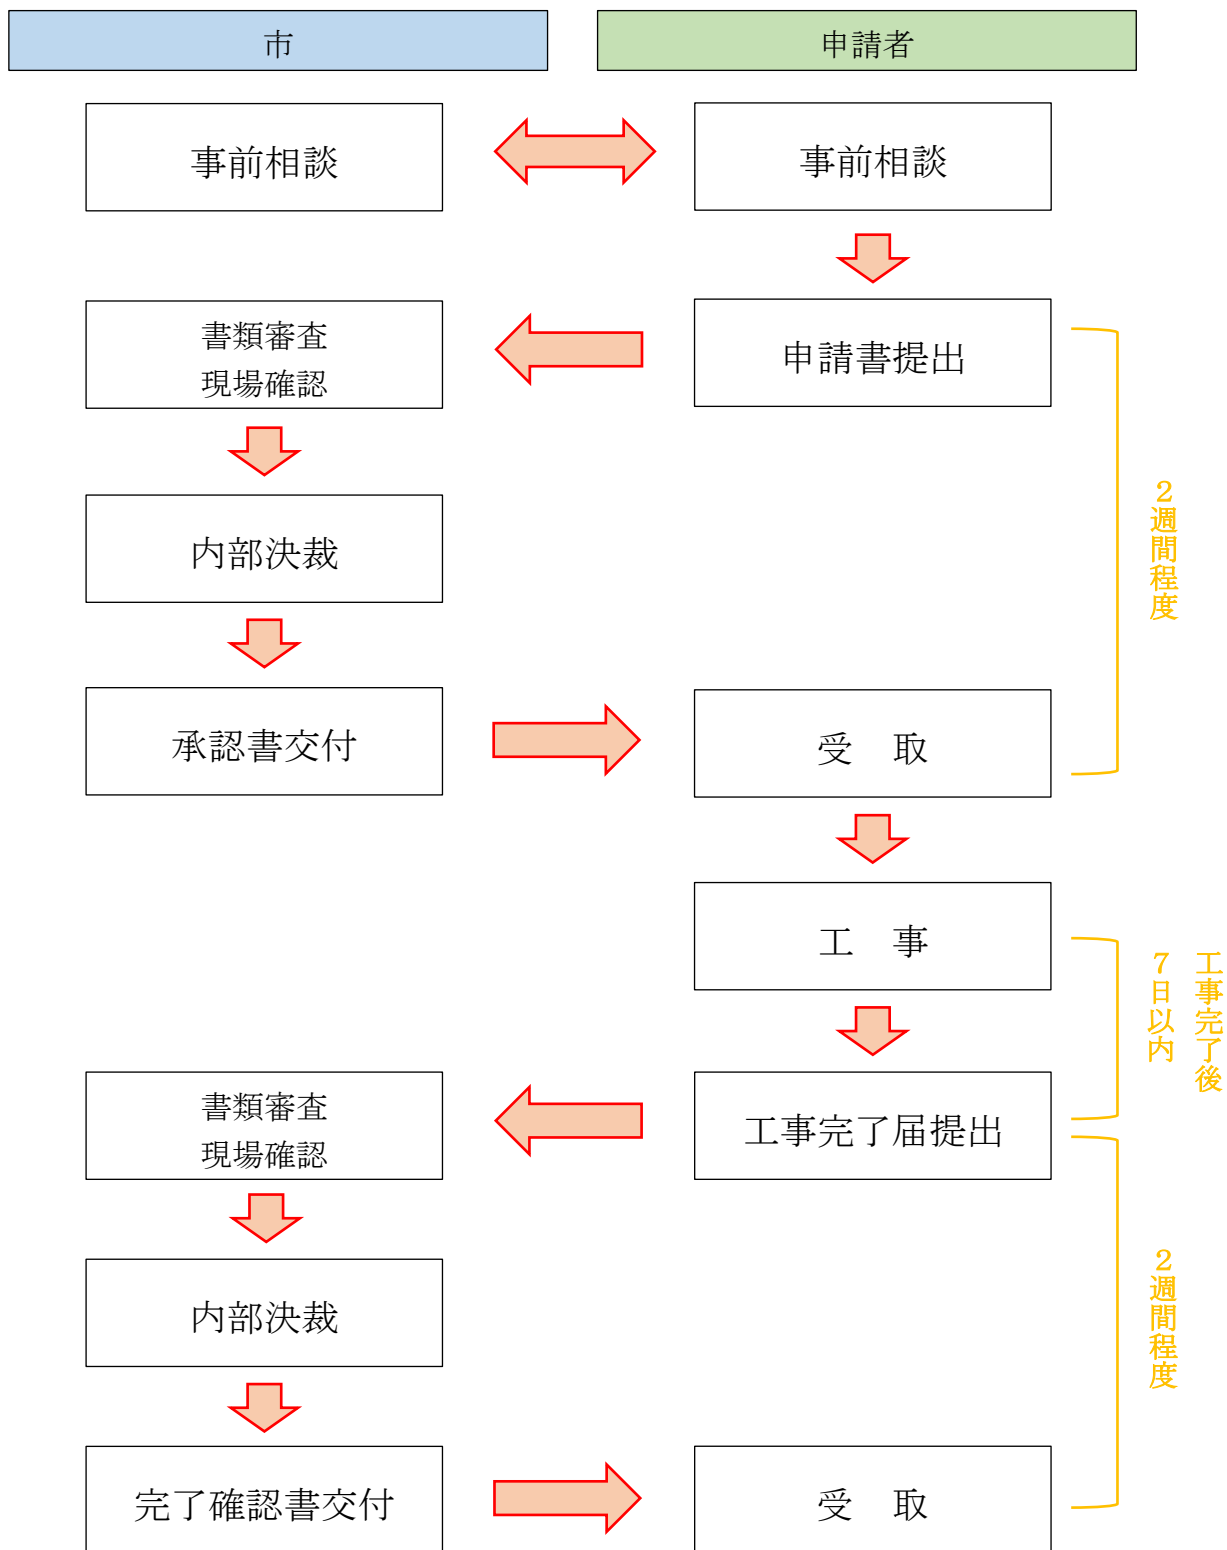 市
申請者
事前相談
事前相談
書類審査
現場確認
申請書提出
内部決裁
２週間程度
承認書交付
受　取
工　事
工事完了後
７日以内
書類審査
現場確認
工事完了届提出
内部決裁
２週間程度
完了確認書交付
受　取